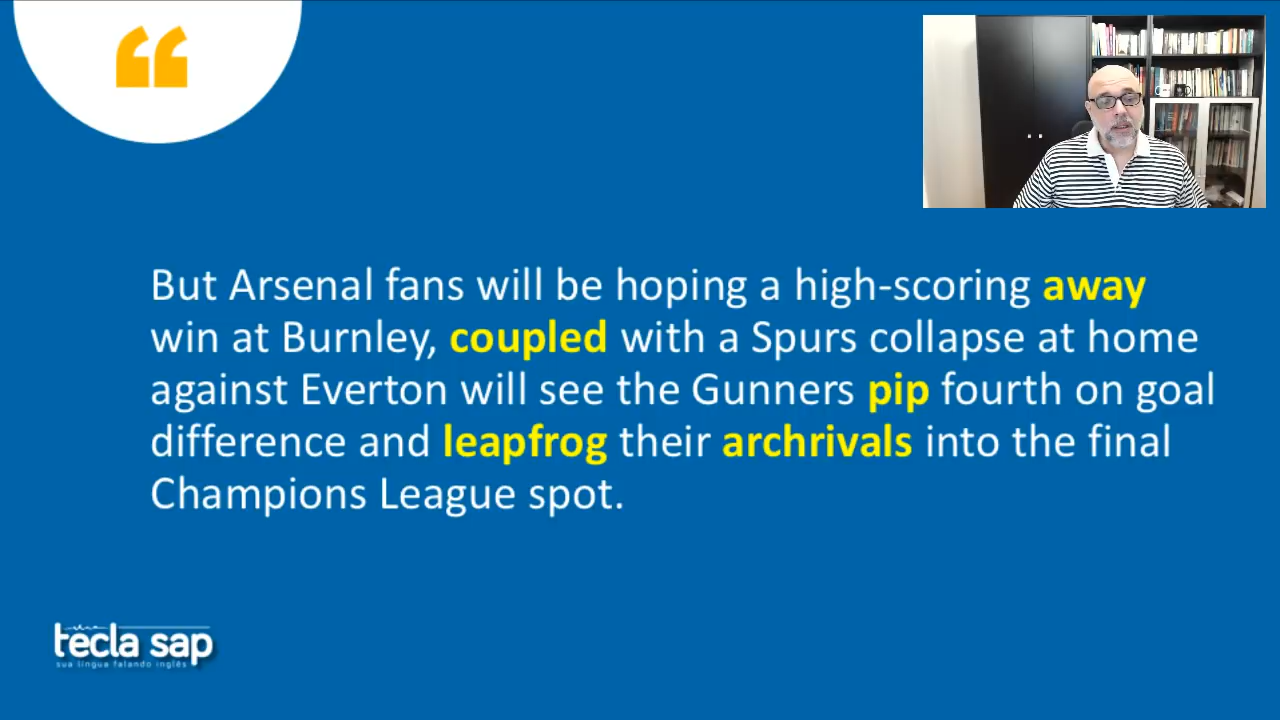 But Arsenal fans will be hoping a high-scoring away
win at Burnley, coupled with a Spurs collapse at home
against Everton will see the Gunners pip fourth on goal
difference and leapfrog their archrivals into the final
Champions League spot.
tecla sap
sua língua falando inglês